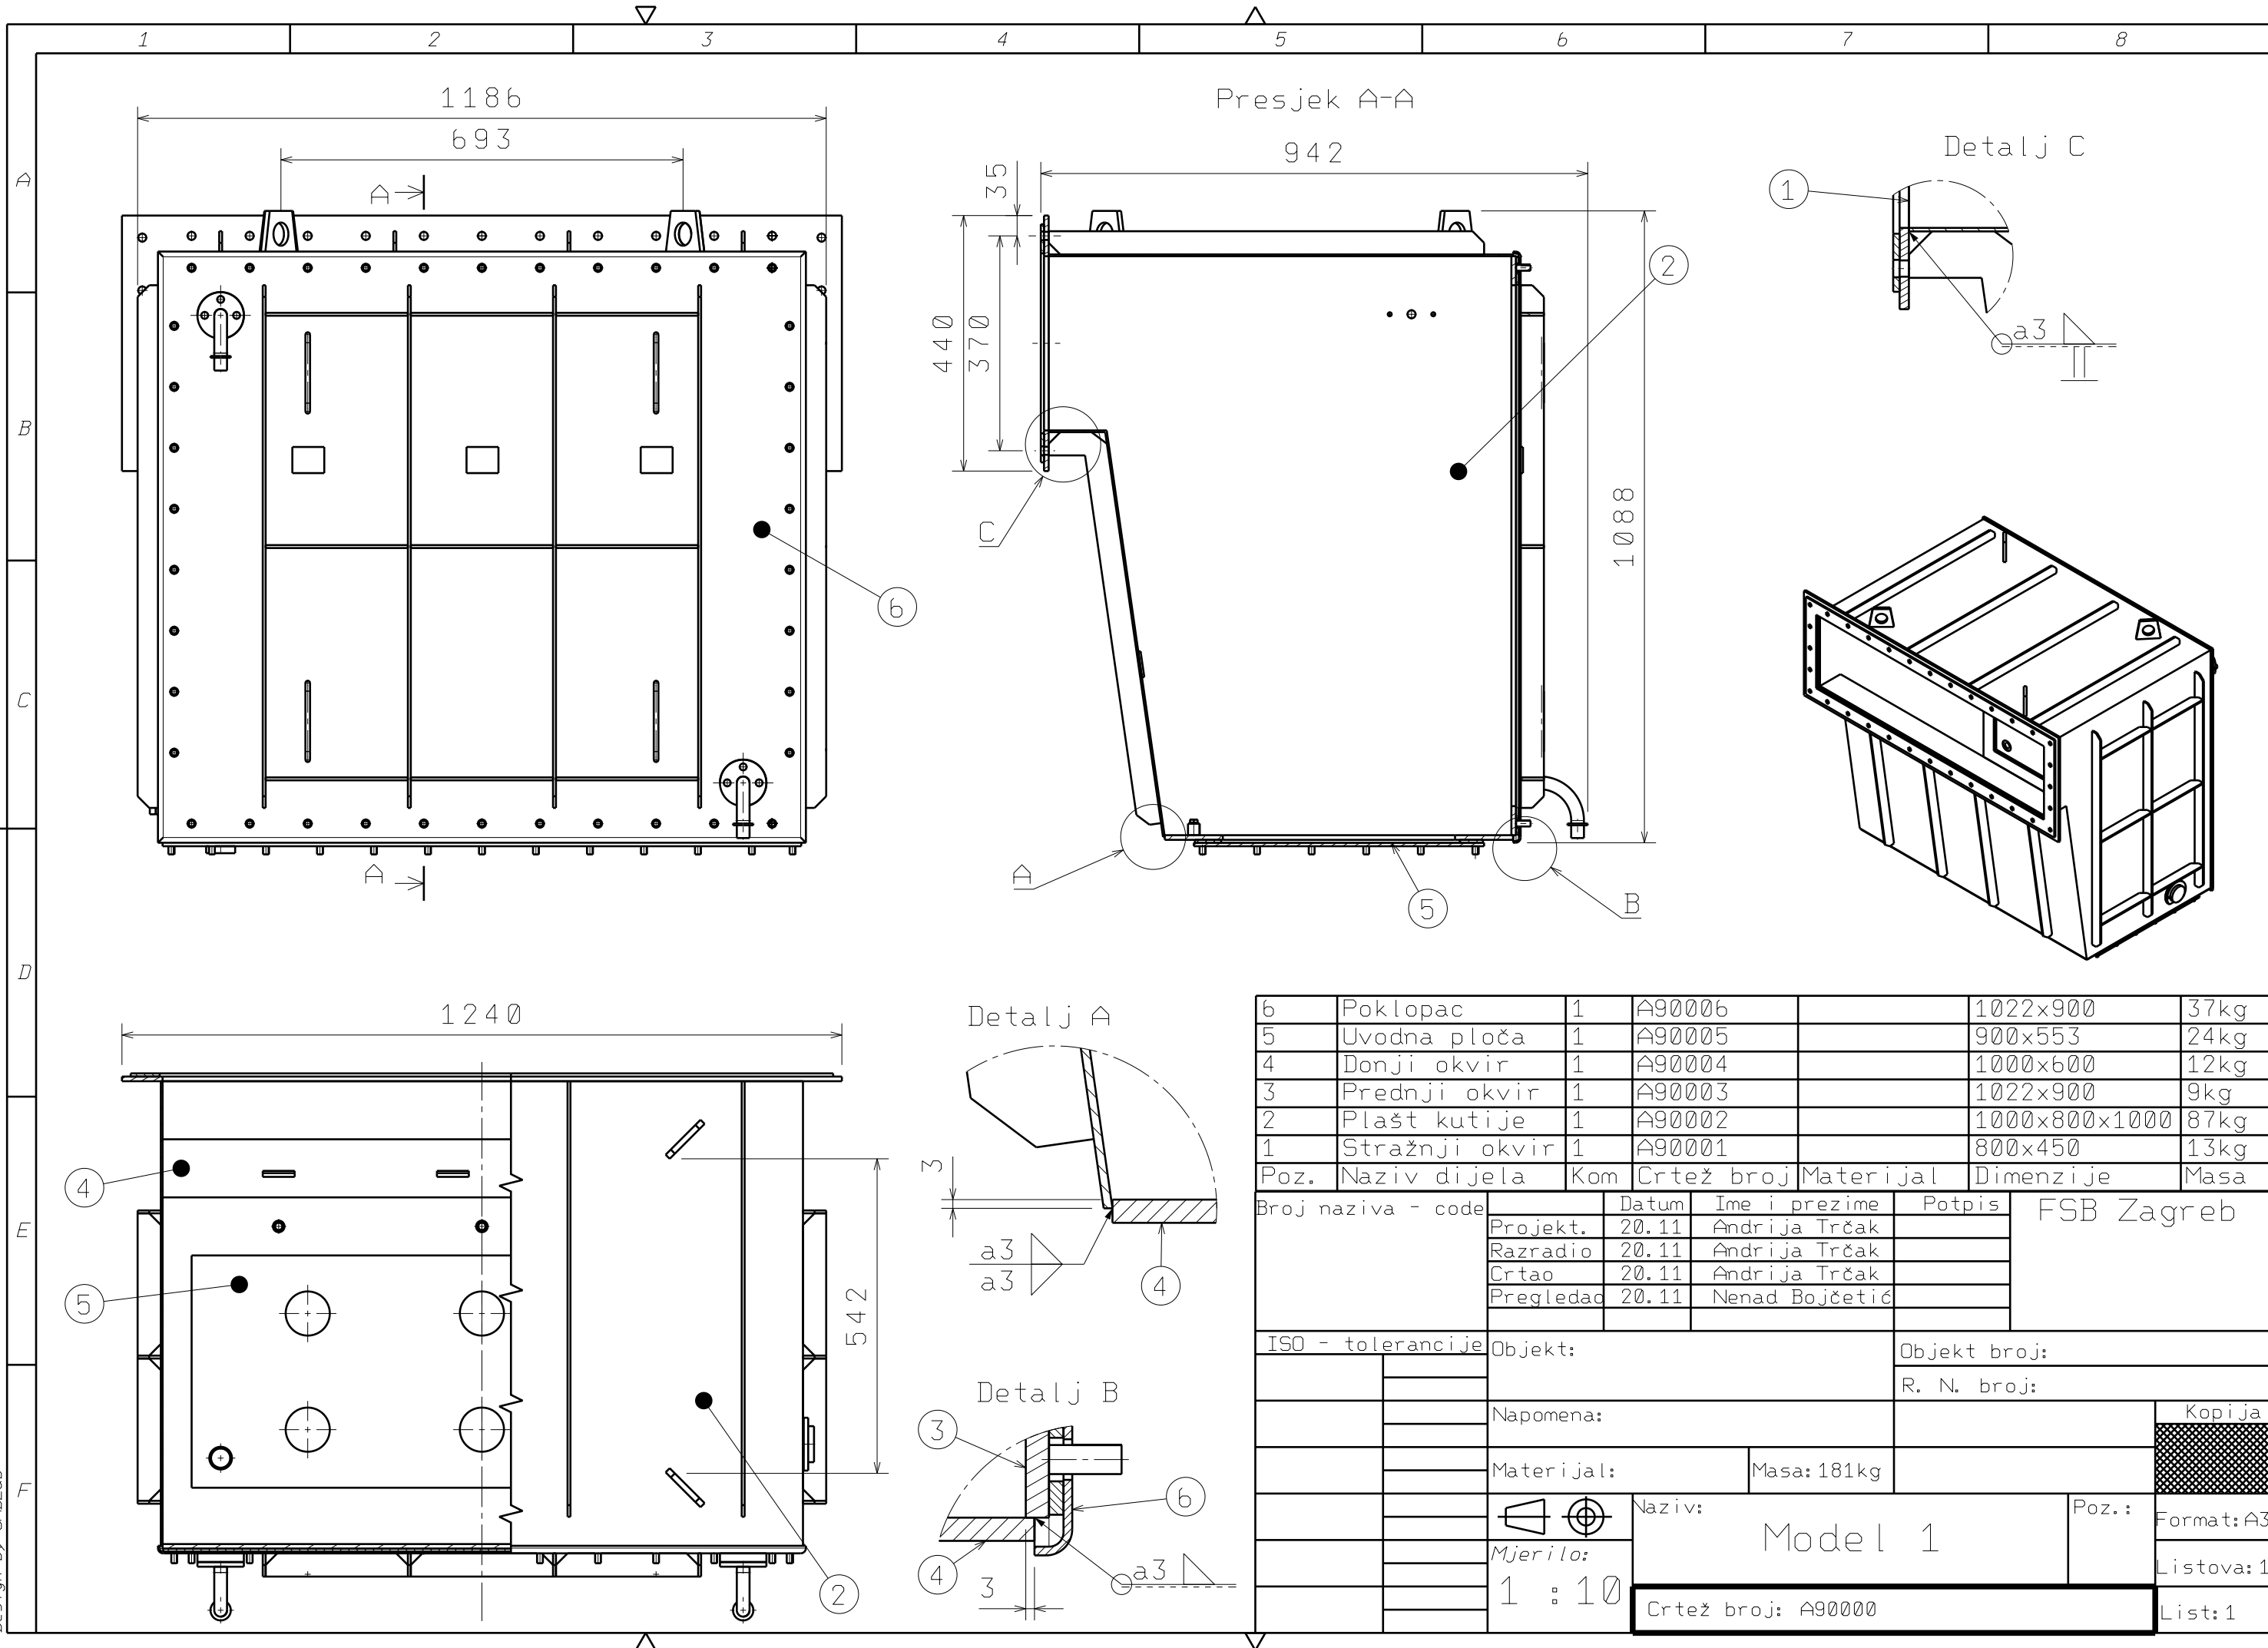 1 2 3 4 5 6 7 8
A
B
C
D
E
F
1186
693
A
A
6
Presjek A-A
942
35
440
370
1088
2
C
A
B
5
Detalj C
1
a3
1240
4
5
542
2
Detalj A
3
a3
a3
4
Detalj B
3
6
4
3
a3
6 Poklopac 1 A90006 1022x900 37kg
5 Uvodna ploča 1 A90005 900x553 24kg
4 Donji okvir 1 A90004 1000x600 12kg
3 Prednji okvir 1 A90003 1022x900 9kg
2 Plašt kutije 1 A90002 1000x800x1000 87kg
1 Stražnji okvir 1 A90001 800x450 13kg
Poz. Naziv dijela Kom Crtež broj Materijal Dimenzije Masa
Broj naziva - code Datum Ime i prezime Potpis FSB Zagreb
Projekt. 20.11 Andrija Trčak
Razradio 20.11 Andrija Trčak
Crtao 20.11 Andrija Trčak
Pregledao 20.11 Nenad Bojčetić
ISO - tolerancije Objekt: Objekt broj:
R. N. broj:
Napomena: Kopija
Materijal: Masa: 181kg
Naziv: Model 1 Poz.: Format: A3
Mjerilo: 1 : 10 Listova: 1
Crtež broj: A90000 List: 1